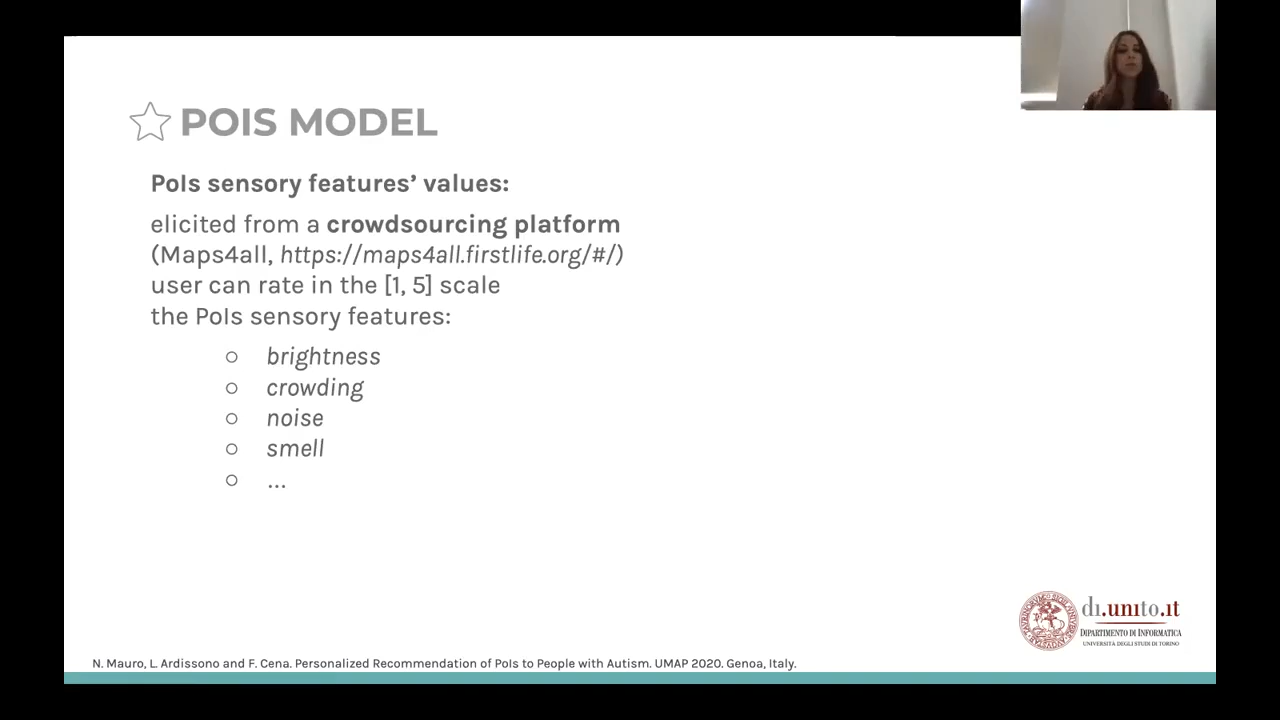 POIS MODEL
PoIs sensory features’ values:
elicited from a crowdsourcing platform
(Maps4all, https://maps4all.firstlife.org/#/)
user can rate in the [1, 5] scale
the PoIs sensory features:
○ brightness
○ crowding
○ noise
○ smell
○ ...
di.unito.it
DIPARTIMENTO DI INFORMATICA
UNIVERSITÀ DEGLI STUDI DI TORINO
N. Mauro, L. Ardissono and F. Cena. Personalized Recommendation of PoIs to People with Autism. UMAP 2020. Genoa, Italy.